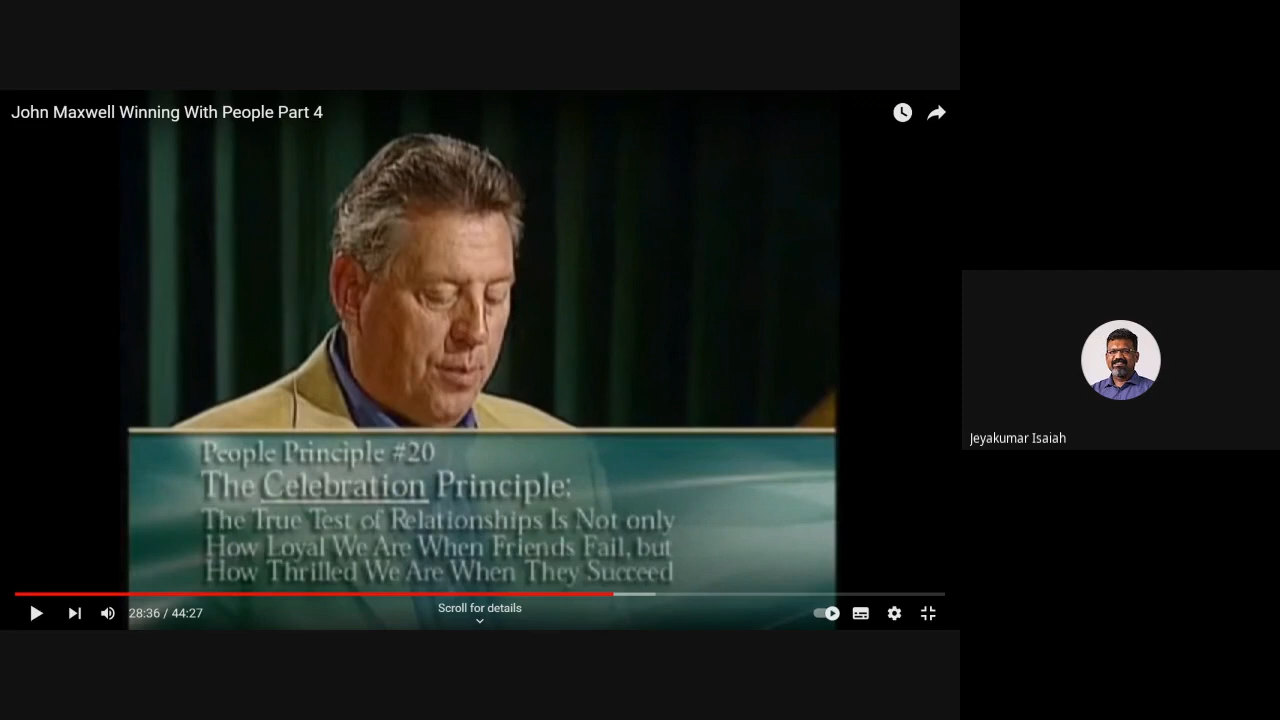 John Maxwell Winning With People Part 4
People Principle #20
The Celebration Principle:
The True Test of Relationships Is Not only
How Loyal We Are When Friends Fail, but
How Thrilled We Are When They Succeed
28:36 / 44:27
Scroll for details
Jeyakumar Isaiah